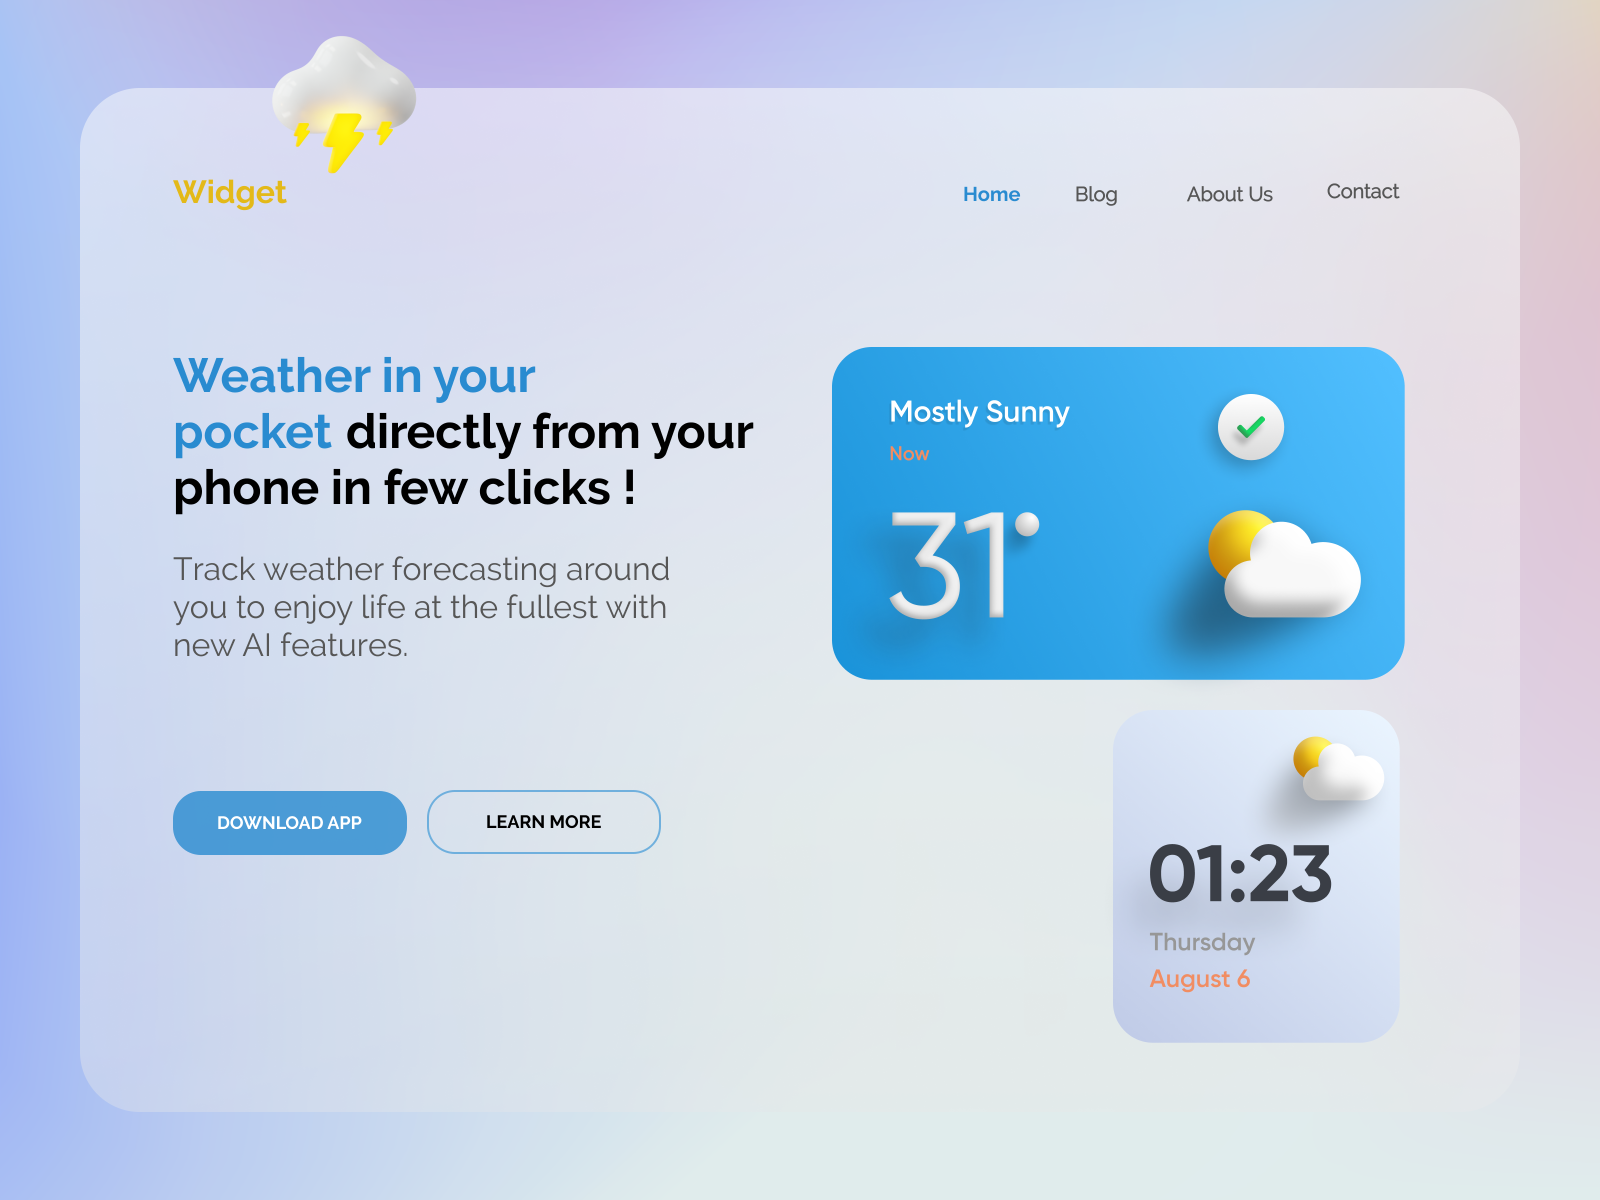 Widget
Home
Blog
About Us
Contact
Weather in your
pocket directly from your
phone in few clicks !
Track weather forecasting around
you to enjoy life at the fullest with
new AI features.
DOWNLOAD APP
LEARN MORE
Mostly Sunny
Now
31°
01:23
Thursday
August 6